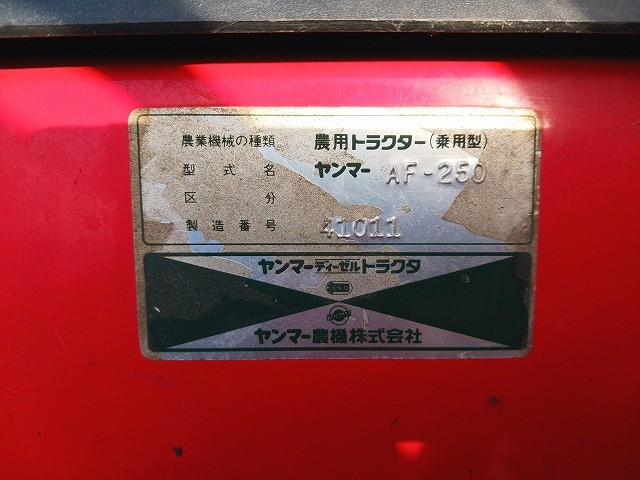 農業機械の種類 農用トラクター(乗用型)
型式名 ヤンマー AF-250
区分
製造番号 41011
ヤンマーディーゼルトラクタ
ヤンマー農機株式会社